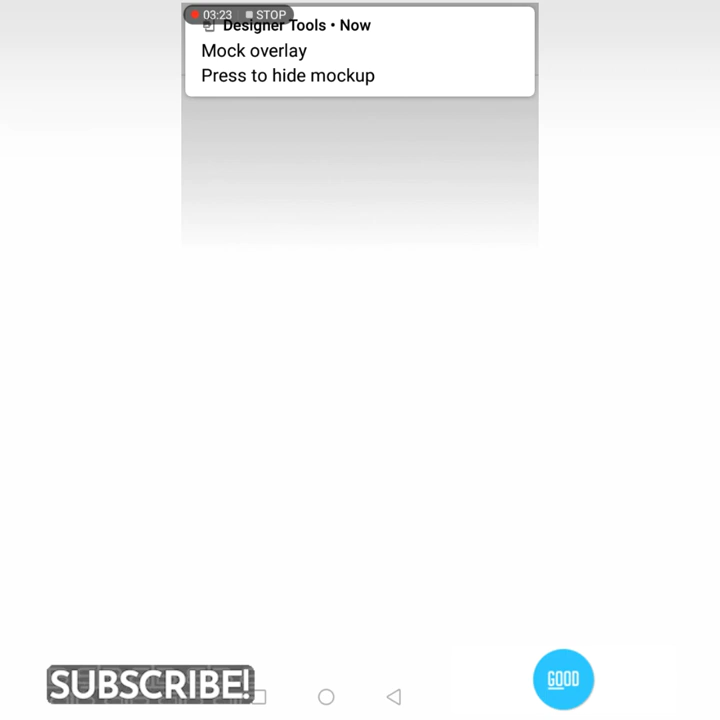 03:23 STOP
Designer Tools • Now
Mock overlay
Press to hide mockup
SUBSCRIBE!
GOOD